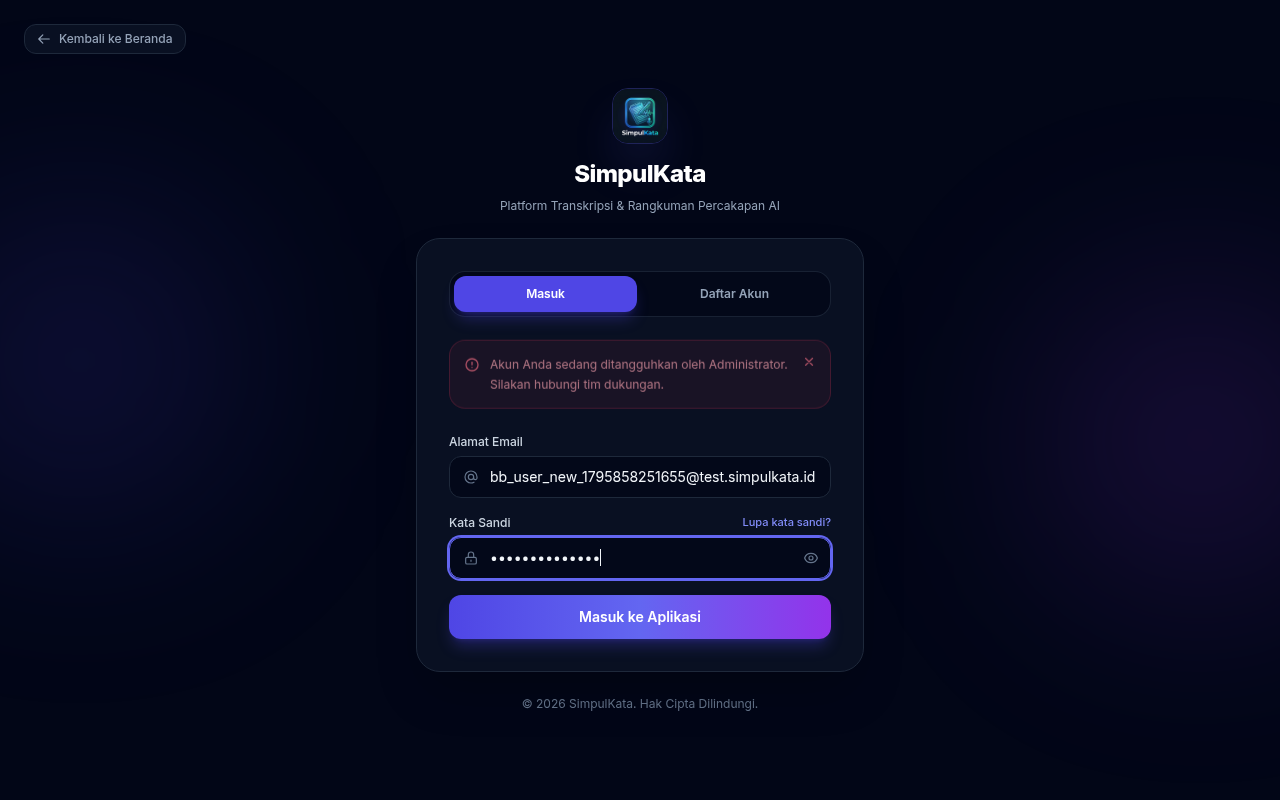 Kembali ke Beranda
SimpulKata
SimpulKata
Platform Transkripsi & Rangkuman Percakapan AI
Masuk
Daftar Akun
Akun Anda sedang ditangguhkan oleh Administrator.
Silakan hubungi tim dukungan.
Alamat Email
bb_user_new_1795858251655@test.simpulkata.id
Kata Sandi
Lupa kata sandi?
••••••••••••••
Masuk ke Aplikasi
© 2026 SimpulKata. Hak Cipta Dilindungi.